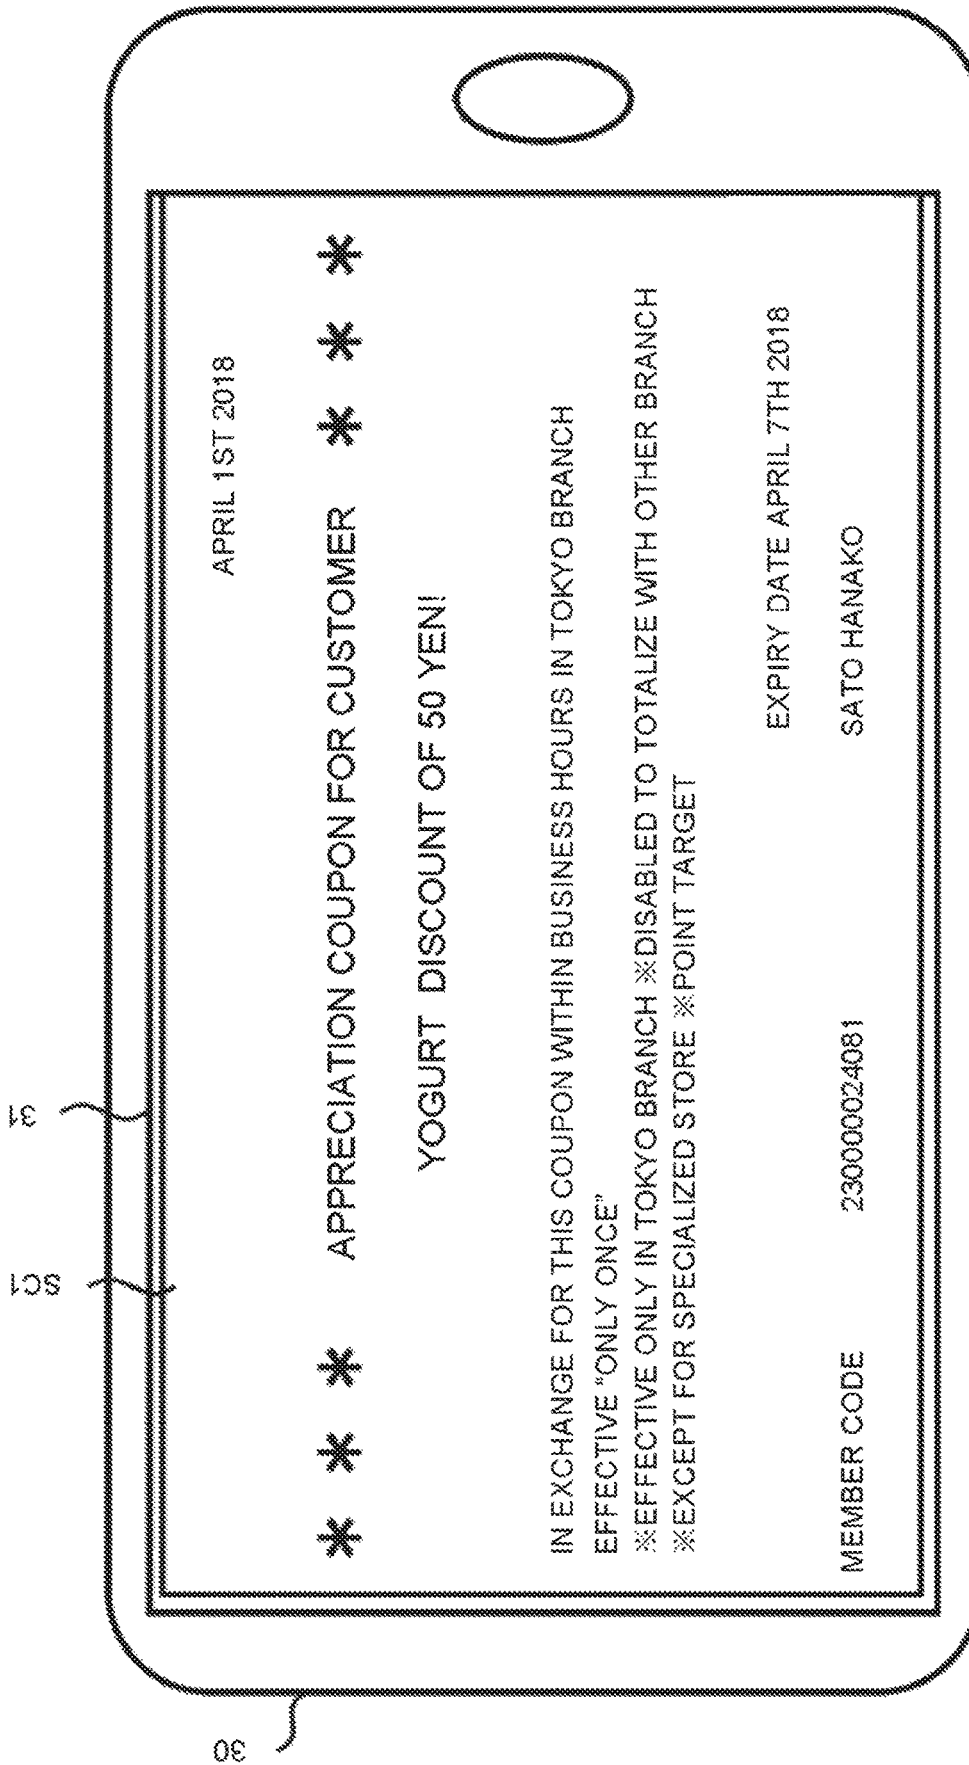 APRIL 1ST 2018
* * * APPRECIATION COUPON FOR CUSTOMER * * *
YOGURT DISCOUNT OF 50 YEN!
IN EXCHANGE FOR THIS COUPON WITHIN BUSINESS HOURS IN TOKYO BRANCH
EFFECTIVE "ONLY ONCE"
※EFFECTIVE ONLY IN TOKYO BRANCH ※DISABLED TO TOTALIZE WITH OTHER BRANCH
※EXCEPT FOR SPECIALIZED STORE ※POINT TARGET
EXPIRY DATE APRIL 7TH 2018
MEMBER CODE 230000024081 SATO HANAKO
31
SC1
30